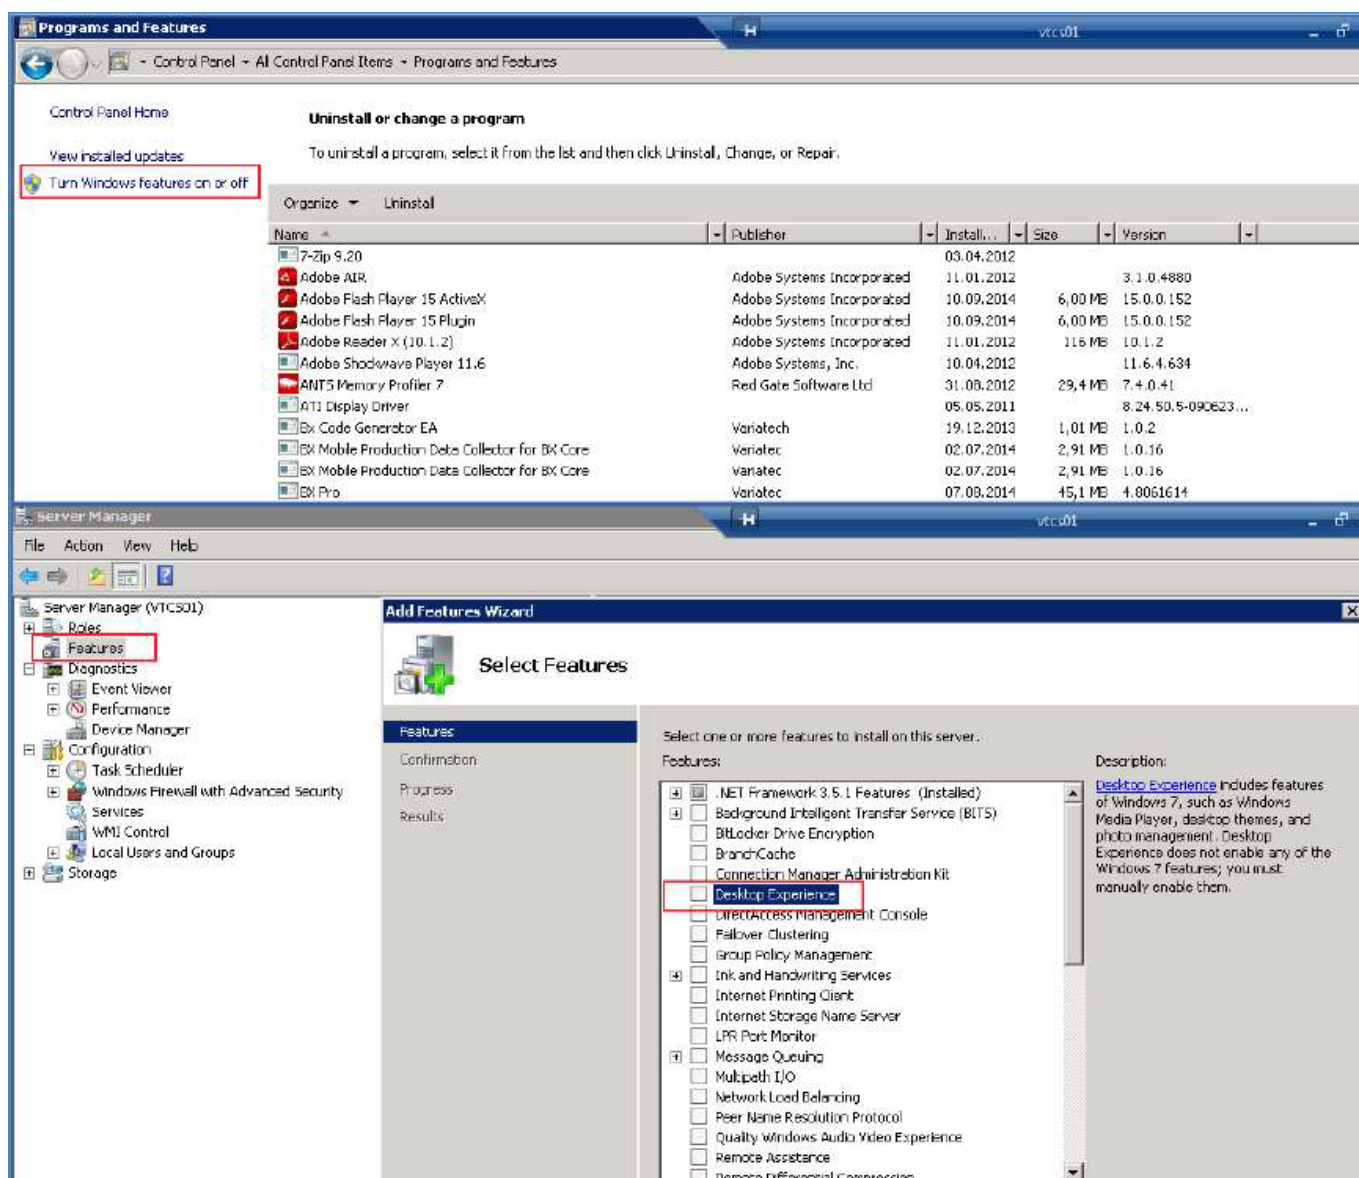 Programs and Features
vtcs01
Control Panel
All Control Panel Items
Programs and Features
Control Panel Home
Uninstall or change a program
View installed updates
To uninstall a program, select it from the list and then click Uninstall, Change, or Repair.
Turn Windows features on or off
Organize Uninstall
Name Publisher Install... Size Version
7-Zip 9.20 03.04.2012
Adobe AIR Adobe Systems Incorporated 11.01.2012 3.1.0.4880
Adobe Flash Player 15 ActiveX Adobe Systems Incorporated 10.09.2014 6,00 MB 15.0.0.152
Adobe Flash Player 15 Plugin Adobe Systems Incorporated 10.09.2014 6,00 MB 15.0.0.152
Adobe Reader X (10.1.2) Adobe Systems Incorporated 11.01.2012 116 MB 10.1.2
Adobe Shockwave Player 11.6 Adobe Systems, Inc. 10.04.2012 11.6.4.634
ANTS Memory Profiler 7 Red Gate Software Ltd 31.08.2012 29,4 MB 7.4.0.41
ATI Display Driver 05.05.2011 8.24.50.5-090623...
Bx Code Generator EA Variatech 19.12.2013 1,01 MB 1.0.2
BX Mobile Production Data Collector for BX Core Variatec 02.07.2014 2,91 MB 1.0.16
BX Mobile Production Data Collector for BX Core Variatec 02.07.2014 2,91 MB 1.0.16
BX Pro Variatec 07.08.2014 45,1 MB 4.8061614
Server Manager
vtcs01
File Action View Help
Server Manager (VTCS01)
Roles
Features
Diagnostics
Event Viewer
Performance
Device Manager
Configuration
Task Scheduler
Windows Firewall with Advanced Security
Services
WMI Control
Local Users and Groups
Storage
Add Features Wizard
Select Features
Features
Confirmation
Progress
Results
Select one or more features to install on this server.
Features:
.NET Framework 3.5.1 Features (Installed)
Background Intelligent Transfer Service (BITS)
BitLocker Drive Encryption
BranchCache
Connection Manager Administration Kit
Desktop Experience
DirectAccess Management Console
Failover Clustering
Group Policy Management
Ink and Handwriting Services
Internet Printing Client
Internet Storage Name Server
LPR Port Monitor
Message Queuing
Multipath I/O
Network Load Balancing
Peer Name Resolution Protocol
Quality Windows Audio Video Experience
Remote Assistance
Remote Differential Compression
Description:
Desktop Experience includes features
of Windows 7, such as Windows
Media Player, desktop themes, and
photo management. Desktop
Experience does not enable any of the
Windows 7 features; you must
manually enable them.